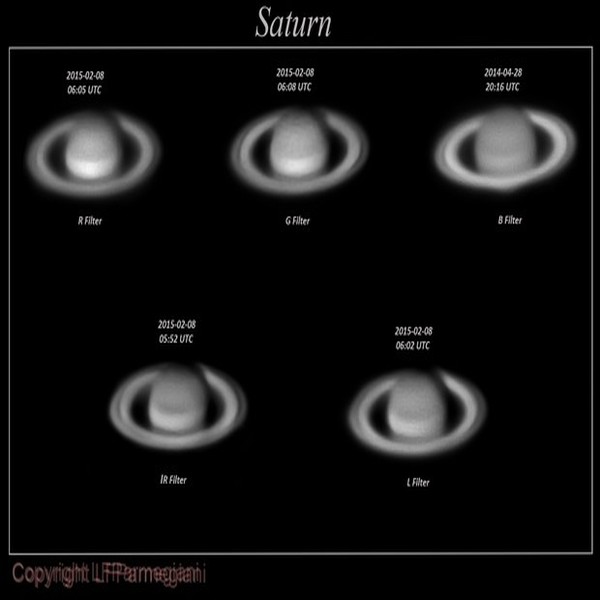 Saturn
2015-02-08
06:05 UTC
2015-02-08
06:08 UTC
2014-04-28
20:16 UTC
R Filter
G Filter
B Filter
2015-02-08
05:52 UTC
2015-02-08
06:02 UTC
IR Filter
L Filter
Copyright